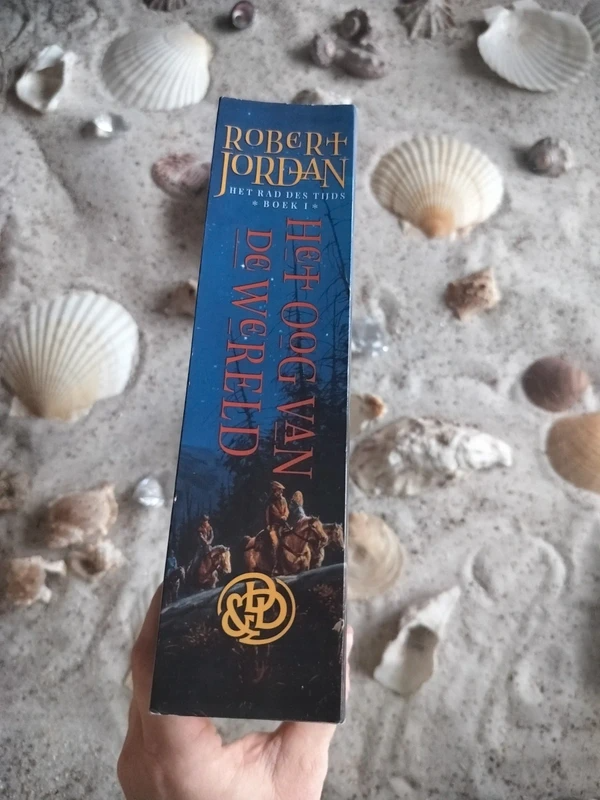 ROBERT
JORDAN
HET RAD DES TIJDS
* BOEK I *
HET OOG VAN
DE WERELD
D&D